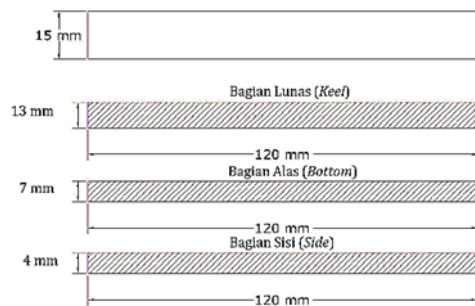 15 mm
Bagian Lunas (Keel)
13 mm
120 mm
Bagian Alas (Bottom)
7 mm
120 mm
Bagian Sisi (Side)
4 mm
120 mm